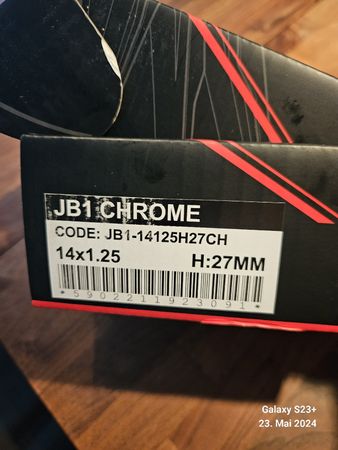 JB1 CHROME
CODE: JB1-14125H27CH
14x1.25 H:27MM
*5902211923091*
Galaxy S23+
23. Mai 2024